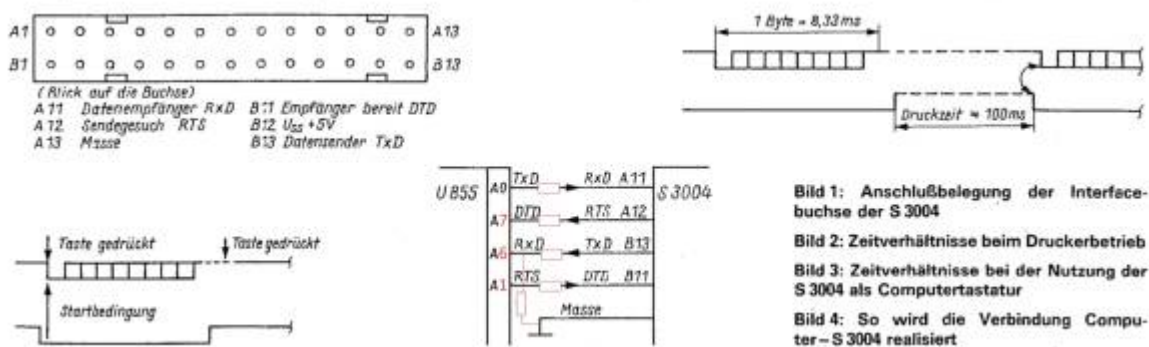 A1
A13
B1
B13
(Blick auf die Buchse)
A11 Datenempfänger RxD B11 Empfänger bereit DTD
A12 Sendegesuch RTS B12 Uss +5V
A13 Masse B13 Datensender TxD
1 Byte = 8,33 ms
Druckzeit ≈ 100ms
Taste gedrückt
Taste gedrückt
Startbedingung
U 855
S 3004
A0 TxD RxD A11
A7 DTD RTS A12
A6 RxD TxD B13
A1 RTS DTD B11
Masse
Bild 1: Anschlußbelegung der Interface-
buchse der S 3004
Bild 2: Zeitverhältnisse beim Druckerbetrieb
Bild 3: Zeitverhältnisse bei der Nutzung der
S 3004 als Computertastatur
Bild 4: So wird die Verbindung Compu-
ter – S 3004 realisiert